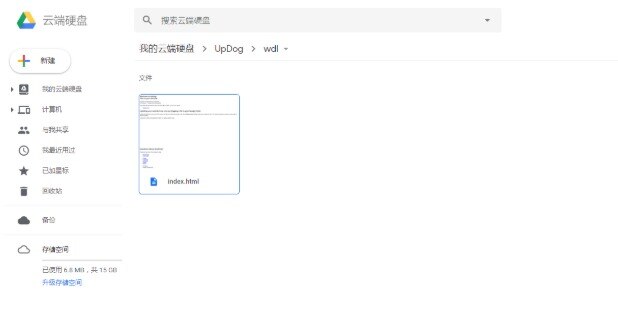 云端硬盘
搜索云端硬盘
我的云端硬盘 > UpDog > wdl
新建
文件
我的云端硬盘
计算机
与我共享
我最近用过
已加星标
回收站
index.html
备份
存储空间
已使用 6.8 MB，共 15 GB
升级存储空间